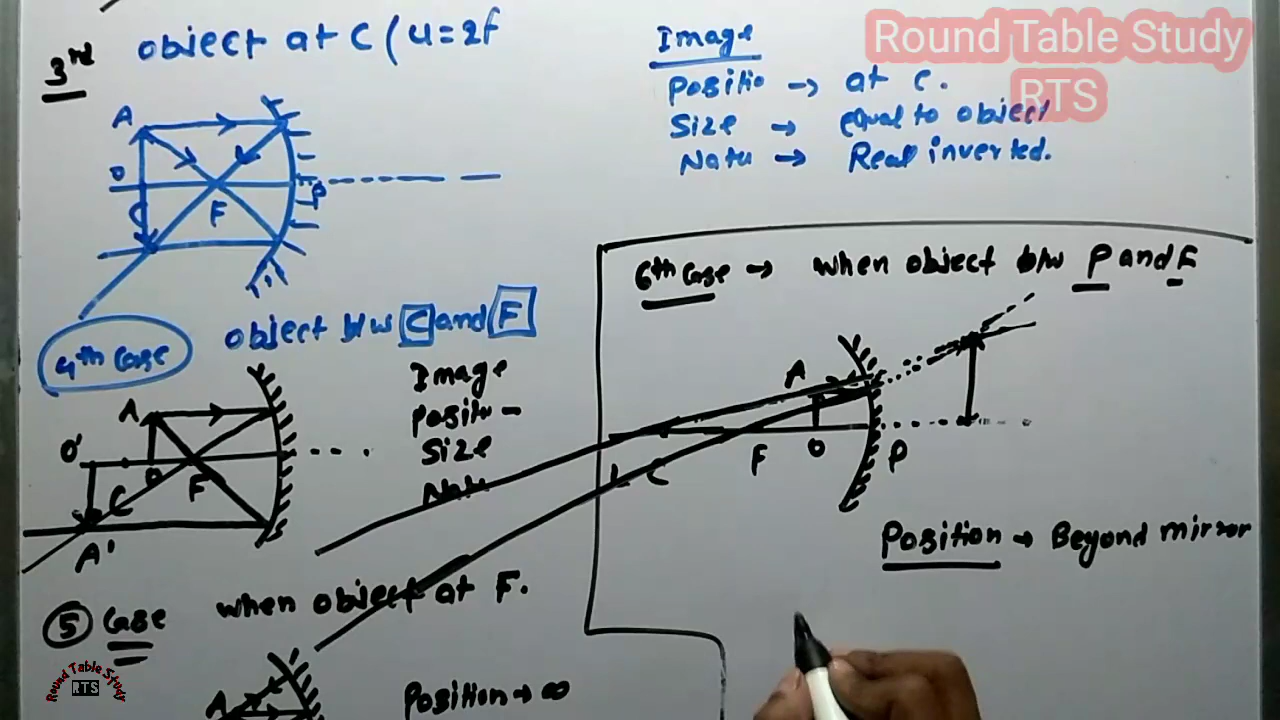 3rd object at C (u=2f
A
O
P
C
F
Image
Positio → at C.
Size → equal to object
Natu → Real inverted.
Round Table Study
RTS
4th Case object b/w C and F
A
O'
O
C
F
A'
Image
Positu -
Size
Natu
6th Case → when object b/w P and F
A
C
F
O
P
Position → Beyond mirror
5 Case when object at F.
A
Position → ∞
Round Table Study
RTS